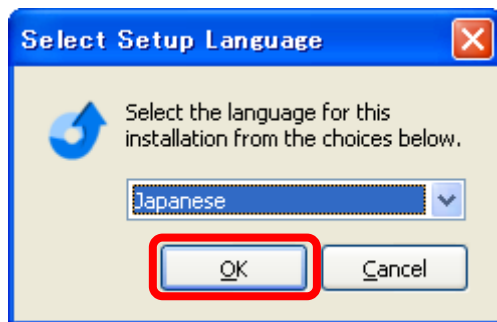 Select Setup Language
Select the language for this
installation from the choices below.
Japanese
OK
Cancel